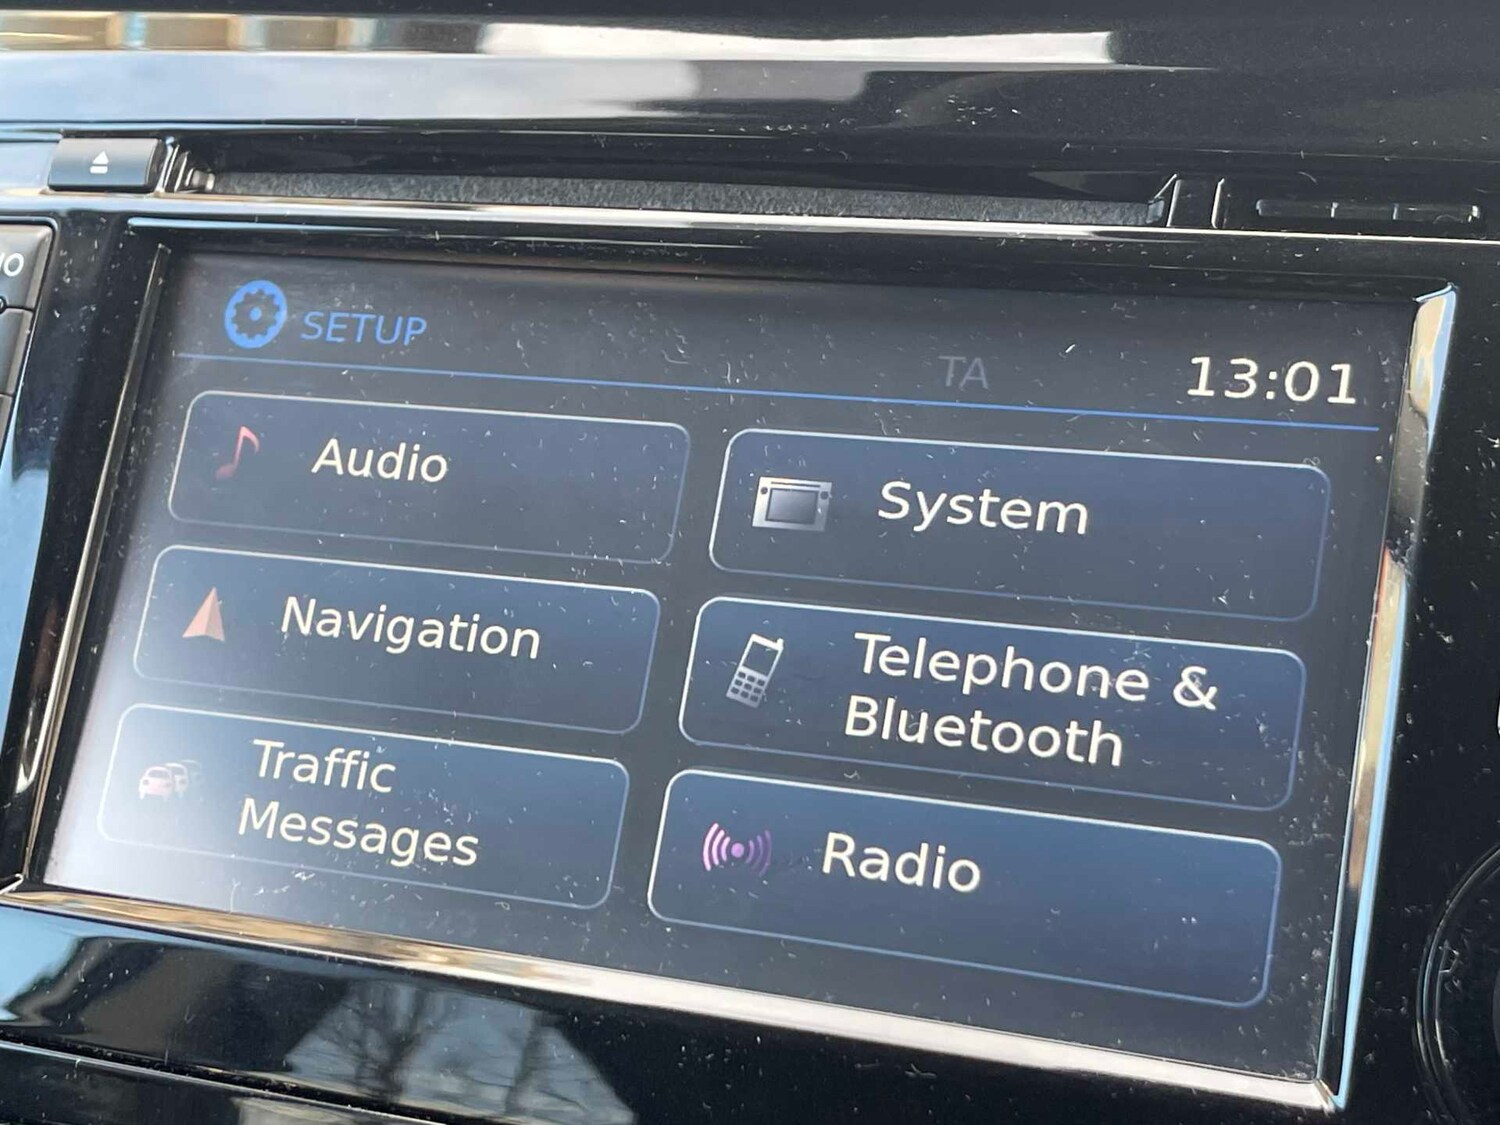 SETUP
TA
13:01
Audio
System
Navigation
Telephone &
Bluetooth
Traffic
Messages
Radio